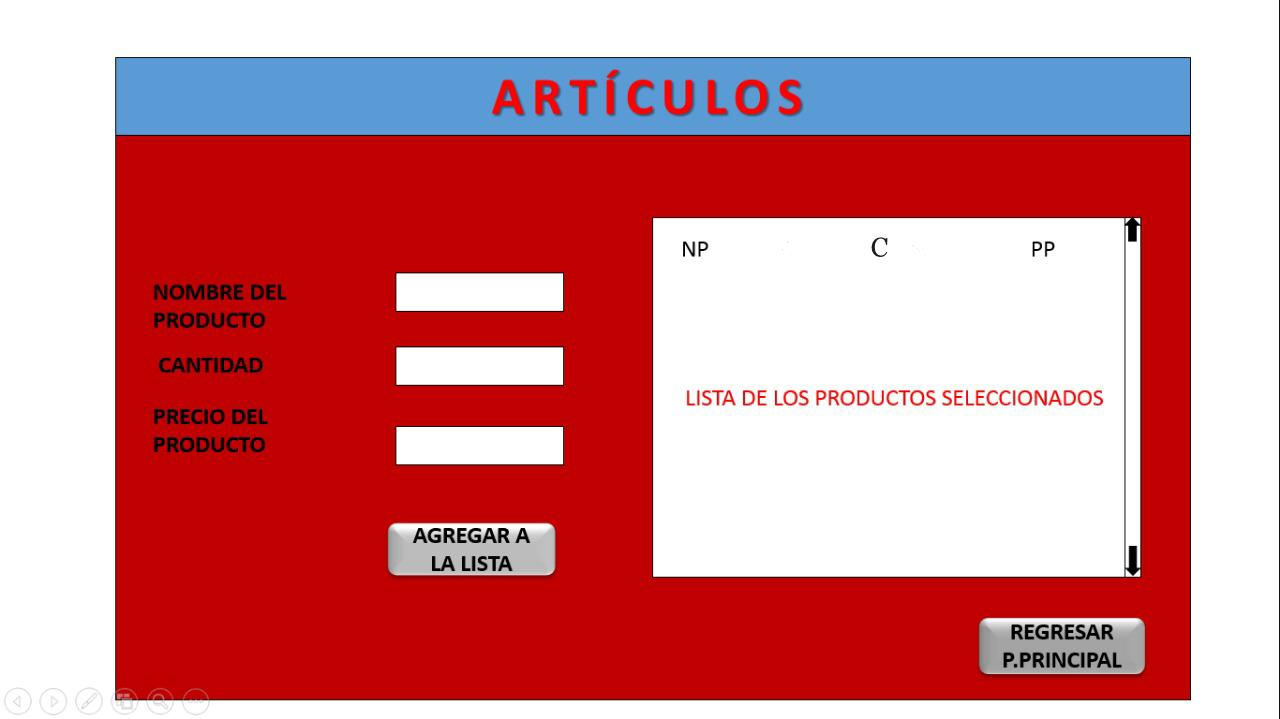 ARTÍCULOS
NP C PP
NOMBRE DEL
PRODUCTO
CANTIDAD
PRECIO DEL
PRODUCTO
LISTA DE LOS PRODUCTOS SELECCIONADOS
AGREGAR A
LA LISTA
REGRESAR
P.PRINCIPAL